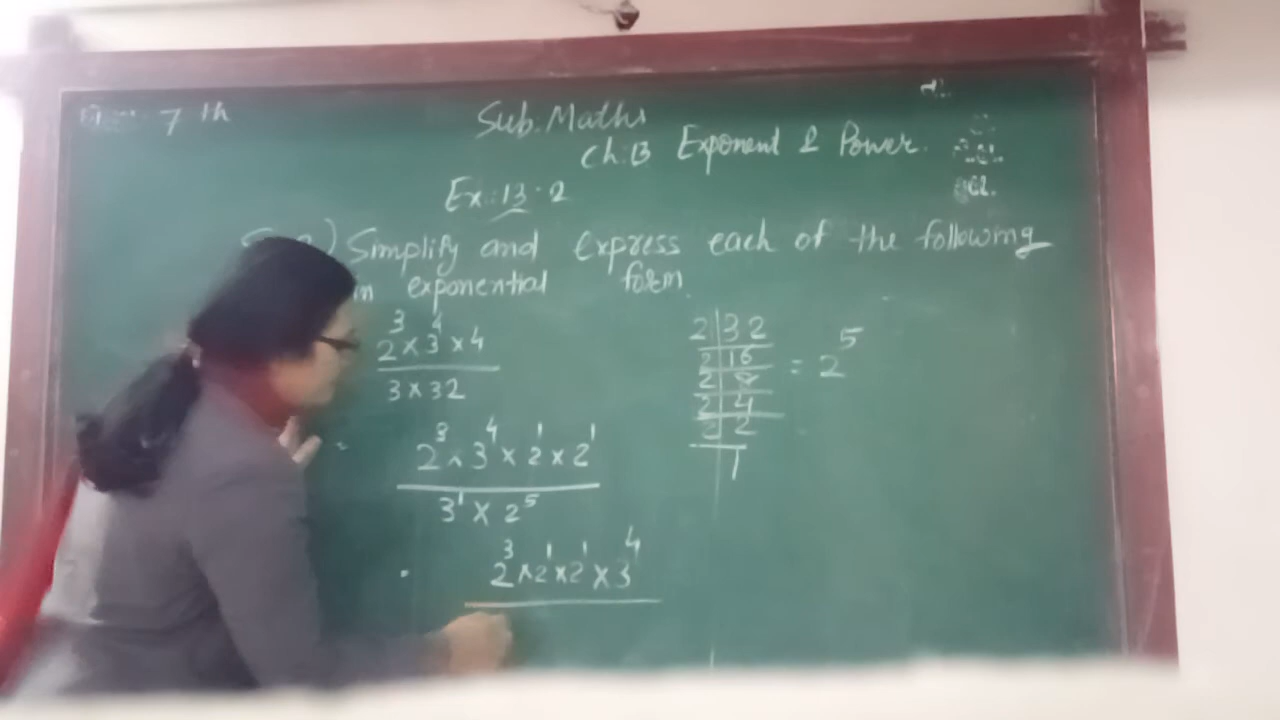 7 th
Sub. Maths
Ch. 13 Exponent & Power.
Ex: 13.2
) Simplify and express each of the following
in exponential form.
2³ × 3⁴ × 4
3 × 32
= 2³ × 3⁴ × 2¹ × 2¹
3¹ × 2⁵
2³ × 2¹ × 2¹ × 3⁴
2 | 32
2 | 16
2 | 8
2 | 4
2 | 2
1
= 2⁵